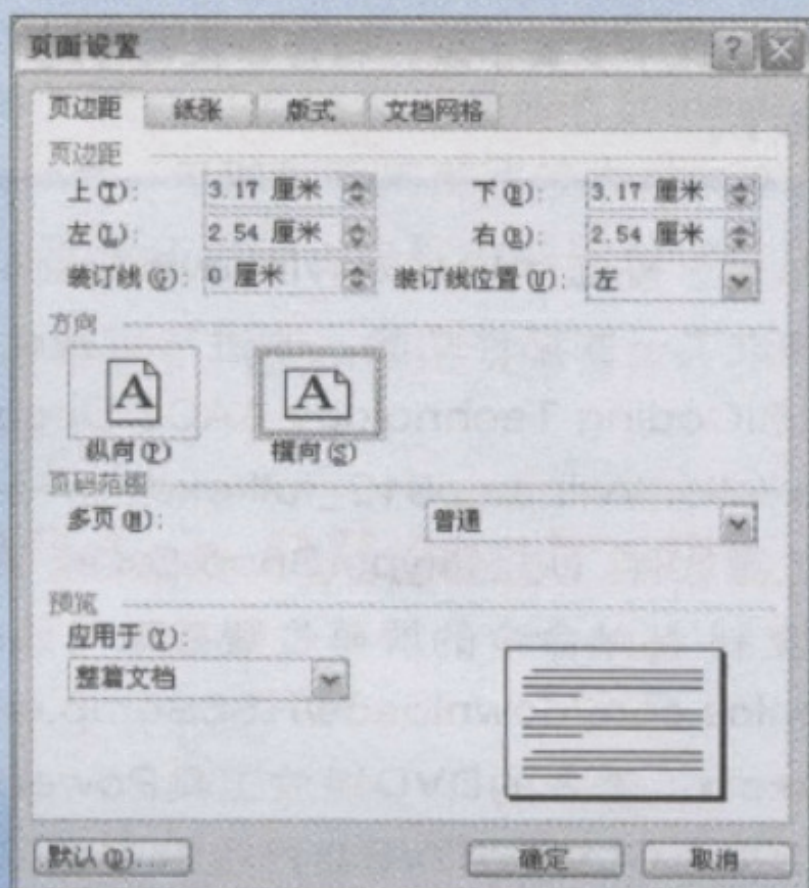 页面设置
页边距 纸张 版式 文档网格
页边距
上(T): 3.17 厘米 下(B): 3.17 厘米
左(L): 2.54 厘米 右(R): 2.54 厘米
装订线(G): 0 厘米 装订线位置(U): 左
方向
A A
纵向(P) 横向(S)
页码范围
多页(M): 普通
预览
应用于(Y):
整篇文档
默认(D)... 确定 取消